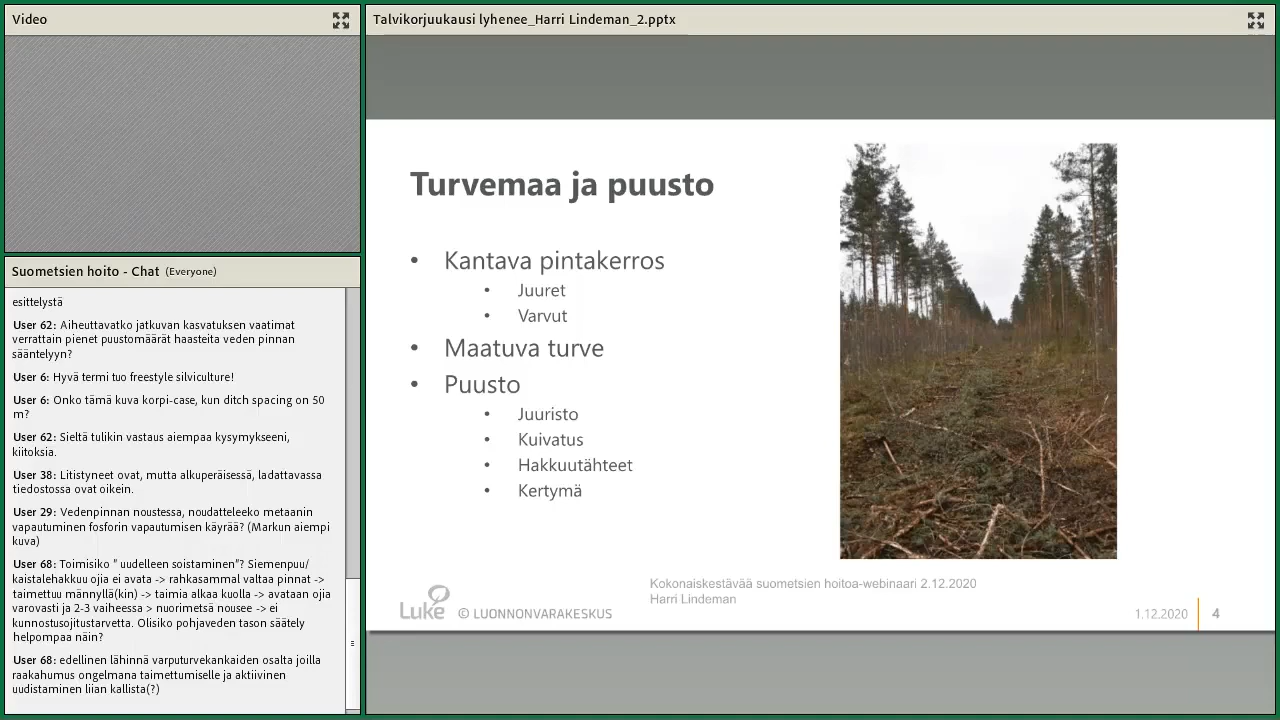 Video
Suometsien hoito - Chat (Everyone)
esittelystä
User 62: Aiheuttavatko jatkuvan kasvatuksen vaatimat
verrattain pienet puustomäärät haasteita veden pinnan
sääntelyyn?
User 6: Hyvä termi tuo freestyle silviculture!
User 6: Onko tämä kuva korpi-case, kun ditch spacing on 50
m?
User 62: Sieltä tulikin vastaus aiempaa kysymykseeni,
kiitoksia.
User 38: Litistyneet ovat, mutta alkuperäisessä, ladattavassa
tiedostossa ovat oikein.
User 29: Vedenpinnan noustessa, noudatteleeko metaanin
vapautuminen fosforin vapautumisen käyrää? (Markun aiempi
kuva)
User 68: Toimisiko " uudelleen soistaminen"? Siemenpuu/
kaistalehakkuu ojia ei avata -> rahkasammal valtaa pinnat ->
taimettuu männyllä(kin) -> taimia alkaa kuolla -> avataan ojia
varovasti ja 2-3 vaiheessa > nuorimetsä nousee -> ei
kunnostusojitustarvetta. Olisiko pohjaveden tason säätely
helpompaa näin?
User 68: edellinen lähinnä varputurvekankaiden osalta joilla
raakahumus ongelmana taimettumiselle ja aktiivinen
uudistaminen liian kallista(?)
Talvikorjuukausi lyhenee_Harri Lindeman_2.pptx
Turvemaa ja puusto
• Kantava pintakerros
• Juuret
• Varvut
• Maatuva turve
• Puusto
• Juuristo
• Kuivatus
• Hakkuutähteet
• Kertymä
Luke
© LUONNONVARAKESKUS
Kokonaiskestävää suometsien hoitoa-webinaari 2.12.2020
Harri Lindeman
1.12.2020
4